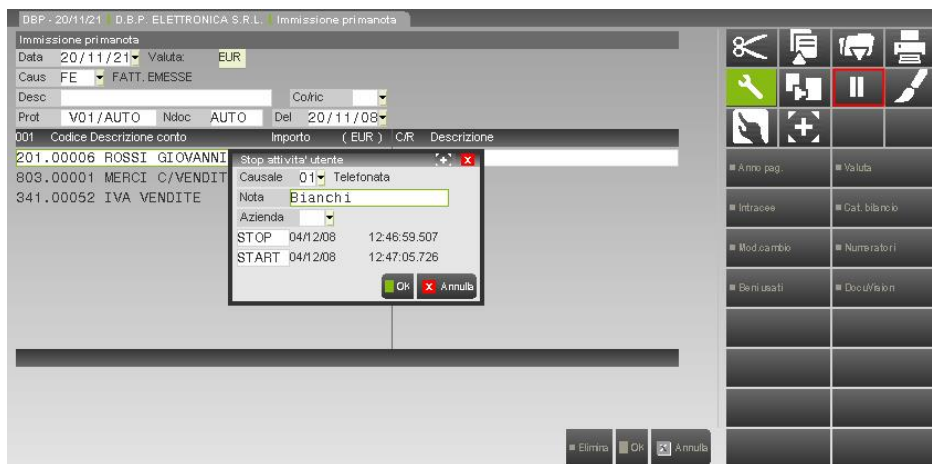 DBP - 20/11/21 D.B.P. ELETTRONICA S.R.L. Immissione primanota
Immissione primanota
Data 20/11/21 Valuta: EUR
Caus FE FATT. EMESSE
Desc Co/ric
Prot V01/AUTO Ndoc AUTO Del 20/11/08
001 Codice Descrizione conto Importo ( EUR ) C/R Descrizione
201.00006 ROSSI GIOVANNI
803.00001 MERCI C/VENDIT
341.00052 IVA VENDITE
Stop attivita' utente
Causale 01 Telefonata
Nota Bianchi
Azienda
STOP 04/12/08 12:46:59.507
START 04/12/08 12:47:05.726
OK X Annulla
Anno pag. Valuta
Intracee Cat. bilancio
Mod.cambio Numeratori
Beni usati DocuVision
Elimina Ok Annulla